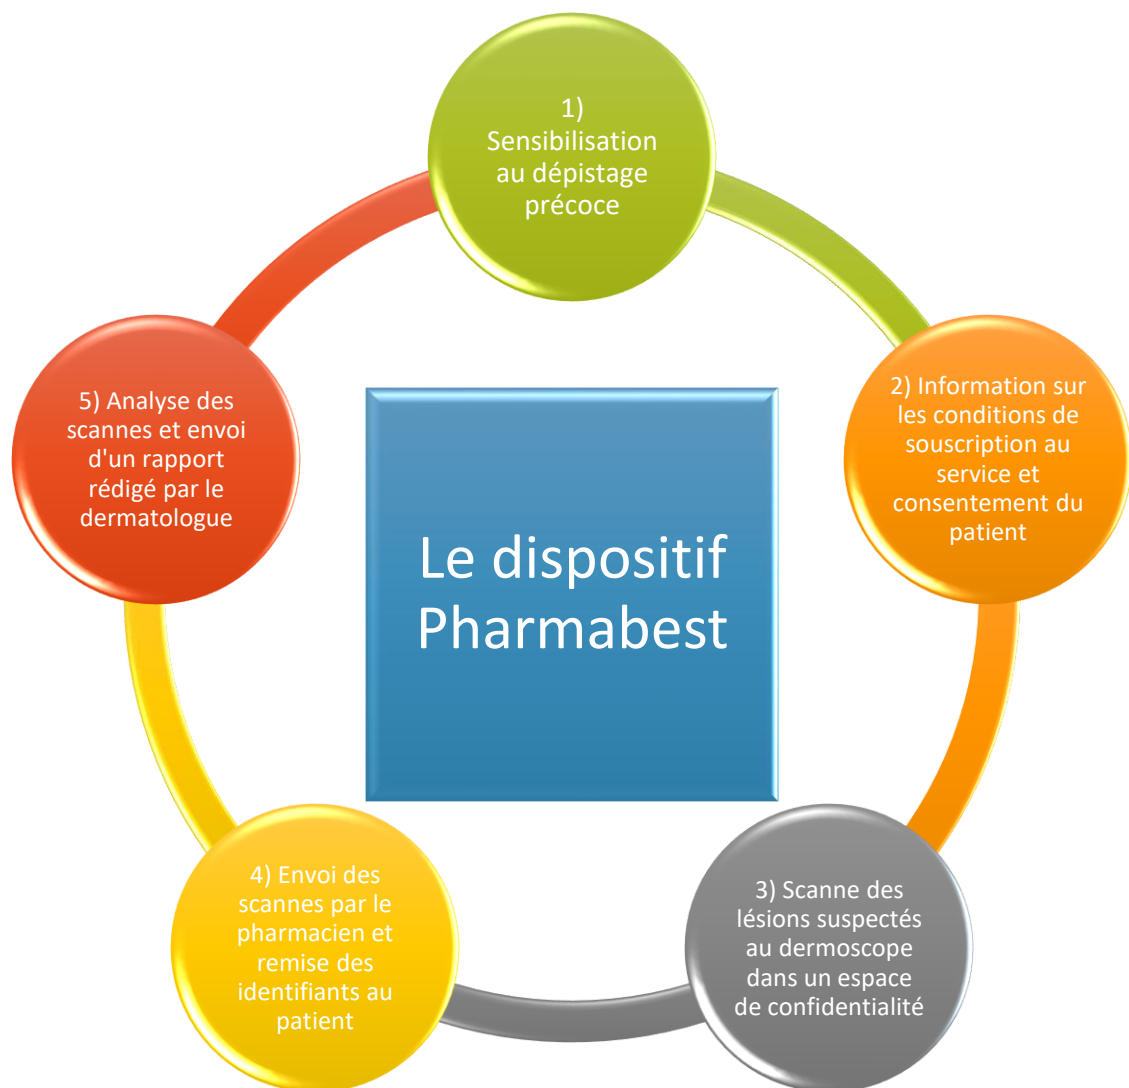 1)
Sensibilisation
au dépistage
précoce
2) Information sur
les conditions de
souscription au
service et
consentement du
patient
3) Scanne des
lésions suspectés
au dermoscope
dans un espace
de confidentialité
4) Envoi des
scannes par le
pharmacien et
remise des
identifiants au
patient
5) Analyse des
scannes et envoi
d'un rapport
rédigé par le
dermatologue
Le dispositif
Pharmabest